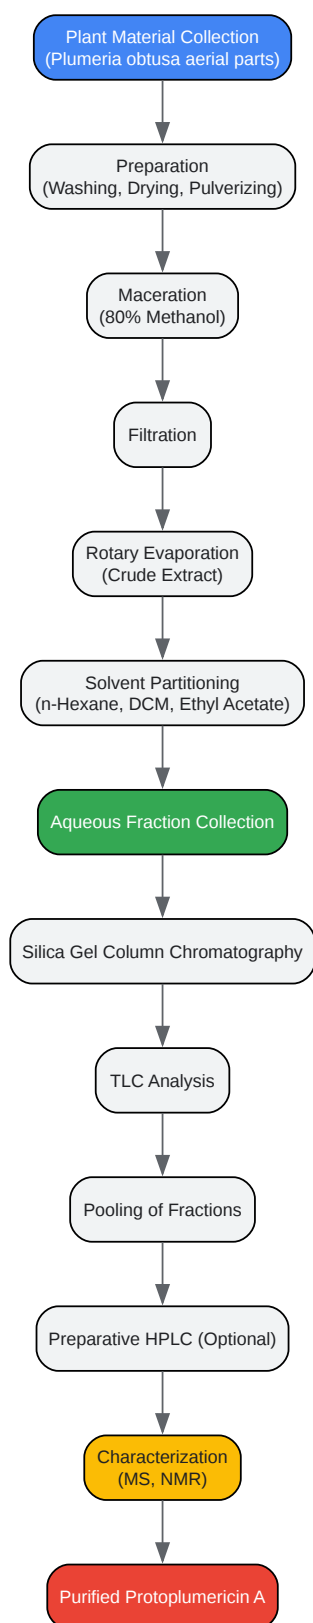 Plant Material Collection
(Plumeria obtusa aerial parts)
Preparation
(Washing, Drying, Pulverizing)
Maceration
(80% Methanol)
Filtration
Rotary Evaporation
(Crude Extract)
Solvent Partitioning
(n-Hexane, DCM, Ethyl Acetate)
Aqueous Fraction Collection
Silica Gel Column Chromatography
TLC Analysis
Pooling of Fractions
Preparative HPLC (Optional)
Characterization
(MS, NMR)
Purified Protoplumericin A